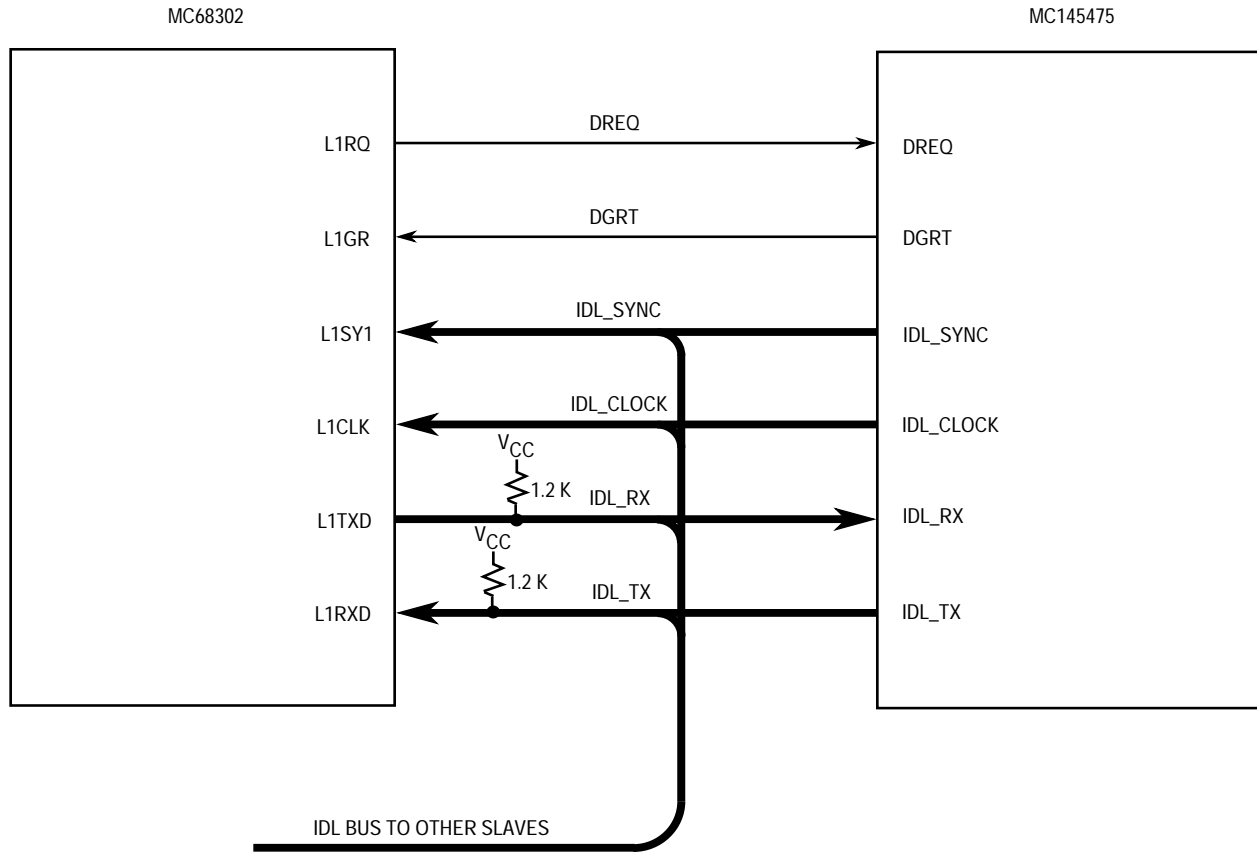 MC68302
MC145475
L1RQ
DREQ
DREQ
L1GR
DGRT
DGRT
L1SY1
IDL_SYNC
IDL_SYNC
L1CLK
IDL_CLOCK
IDL_CLOCK
VCC
1.2 K
L1TXD
IDL_RX
IDL_RX
VCC
1.2 K
L1RXD
IDL_TX
IDL_TX
IDL BUS TO OTHER SLAVES